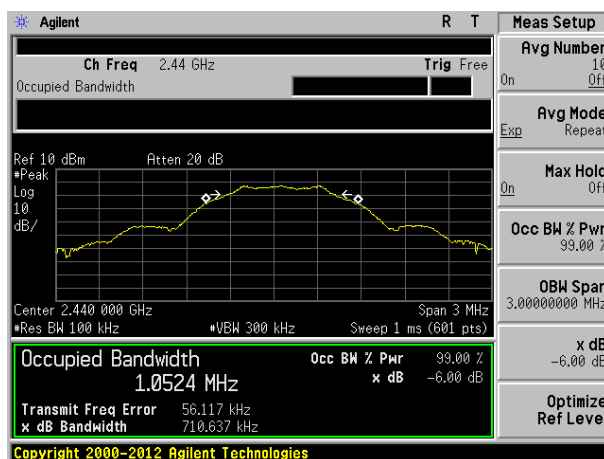 Agilent R T Meas Setup
Ch Freq 2.44 GHz Trig Free
Occupied Bandwidth
Avg Number
10
On Off
Avg Mode
Exp Repeat
Max Hold
On Off
Occ BW % Pwr
99.00 %
OBW Span
3.00000000 MHz
x dB
-6.00 dB
Optimize
Ref Level
Ref 10 dBm Atten 20 dB
#Peak
Log
10
dB/
Center 2.440 000 GHz Span 3 MHz
#Res BW 100 kHz #VBW 300 kHz Sweep 1 ms (601 pts)
Occupied Bandwidth Occ BW % Pwr 99.00 %
1.0524 MHz x dB -6.00 dB
Transmit Freq Error 56.117 kHz
x dB Bandwidth 710.637 kHz
Copyright 2000-2012 Agilent Technologies